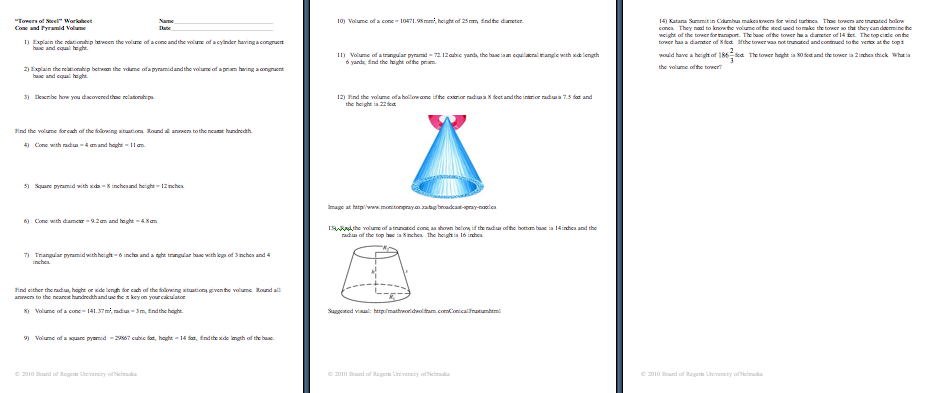 "Towers of Steel" Worksheet
Name
Cone and Pyramid Volume
Date
1) Explain the relationship between the volume of a cone and the volume of a cylinder having a congruent
base and equal height.
2) Explain the relationship between the volume of a pyramid and the volume of a prism having a congruent
base and equal height.
3) Describe how you discovered these relationships.
Find the volume for each of the following situations. Round all answers to the nearest hundredth.
4) Cone with radius = 4 cm and height = 11 cm.
5) Square pyramid with sides = 8 inches and height = 12 inches.
6) Cone with diameter = 9.2 cm and height = 4.8 cm.
7) Triangular pyramid with height = 6 inches and a right triangular base with legs of 3 inches and 4
inches.
Find either the radius, height or side length for each of the following situations given the volume. Round all
answers to the nearest hundredth and use the π key on your calculator.
8) Volume of a cone = 141.37 m³, radius = 3 m, find the height.
9) Volume of a square pyramid = 29867 cubic feet, height = 14 feet, find the side length of the base.
© 2010 Board of Regents University of Nebraska
10) Volume of a cone = 10471.98 mm³, height of 25 mm, find the diameter.
11) Volume of a triangular pyramid = 72.12 cubic yards, the base is an equilateral triangle with side length
6 yards, find the height of the prism.
12) Find the volume of a hollow cone if the exterior radius is 8 feet and the interior radius is 7.5 feet and
the height is 22 feet.
Image at http://www.monitorspray.co.za/tag/broadcast-spray-nozzles
13) Find the volume of a truncated cone, as shown below, if the radius of the bottom base is 14 inches and the
radius of the top base is 8 inches. The height is 16 inches.
R₂
h
s
R₁
Suggested visual: http://mathworld.wolfram.com/ConicalFrustum.html
© 2010 Board of Regents University of Nebraska
14) Katana Summit in Columbus makes towers for wind turbines. These towers are truncated hollow
cones. They need to know the volume of the steel used to make the tower so that they can determine the
weight of the tower for transport. The base of the tower has a diameter of 14 feet. The top circle on the
tower has a diameter of 8 feet. If the tower was not truncated and continued to the vertex at the top it
would have a height of 186 2/3 feet. The tower height is 80 feet and the tower is 2 inches thick. What is
the volume of the tower?
© 2010 Board of Regents University of Nebraska